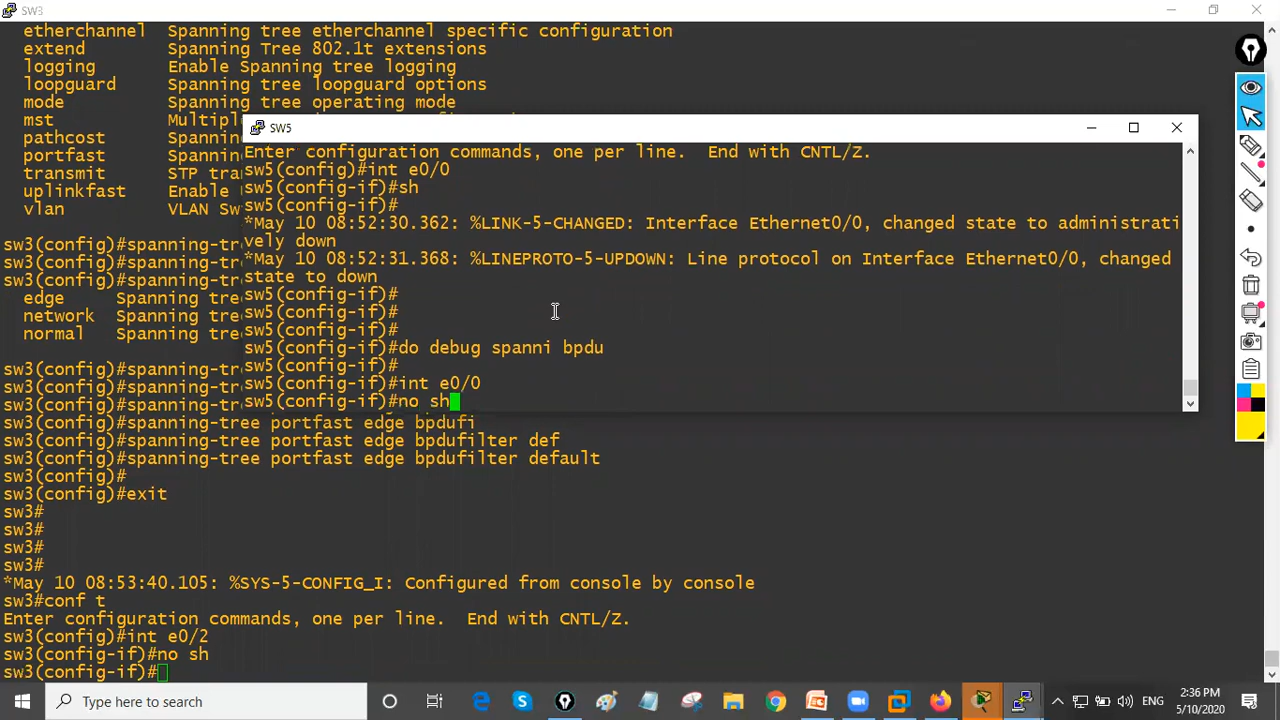 SW3
etherchannel  Spanning tree etherchannel specific configuration
extend        Spanning Tree 802.1t extensions
logging       Enable Spanning tree logging
loopguard     Spanning tree loopguard options
mode          Spanning tree operating mode
mst           Multip
pathcost      Spanning
portfast      Spanning
transmit      STP tran
uplinkfast    Enable U
vlan          VLAN Sw
sw3(config)#spanning-tre
sw3(config)#spanning-tre
sw3(config)#spanning-tre
edge     Spanning tree
network  Spanning tree
normal   Spanning tree
sw3(config)#spanning-tre
sw3(config)#spanning-tre
sw3(config)#spanning-tre
sw3(config)#spanning-tree portfast edge bpdufi
sw3(config)#spanning-tree portfast edge bpdufilter def
sw3(config)#spanning-tree portfast edge bpdufilter default
sw3(config)#
sw3(config)#exit
sw3#
sw3#
sw3#
sw3#
*May 10 08:53:40.105: %SYS-5-CONFIG_I: Configured from console by console
sw3#conf t
Enter configuration commands, one per line.  End with CNTL/Z.
sw3(config)#int e0/2
sw3(config-if)#no sh
sw3(config-if)#
SW5
Enter configuration commands, one per line.  End with CNTL/Z.
sw5(config)#int e0/0
sw5(config-if)#sh
sw5(config-if)#
*May 10 08:52:30.362: %LINK-5-CHANGED: Interface Ethernet0/0, changed state to administrati
vely down
*May 10 08:52:31.368: %LINEPROTO-5-UPDOWN: Line protocol on Interface Ethernet0/0, changed
state to down
sw5(config-if)#
sw5(config-if)#
sw5(config-if)#
sw5(config-if)#do debug spanni bpdu
sw5(config-if)#
sw5(config-if)#int e0/0
sw5(config-if)#no sh
Type here to search
ENG
2:36 PM
5/10/2020